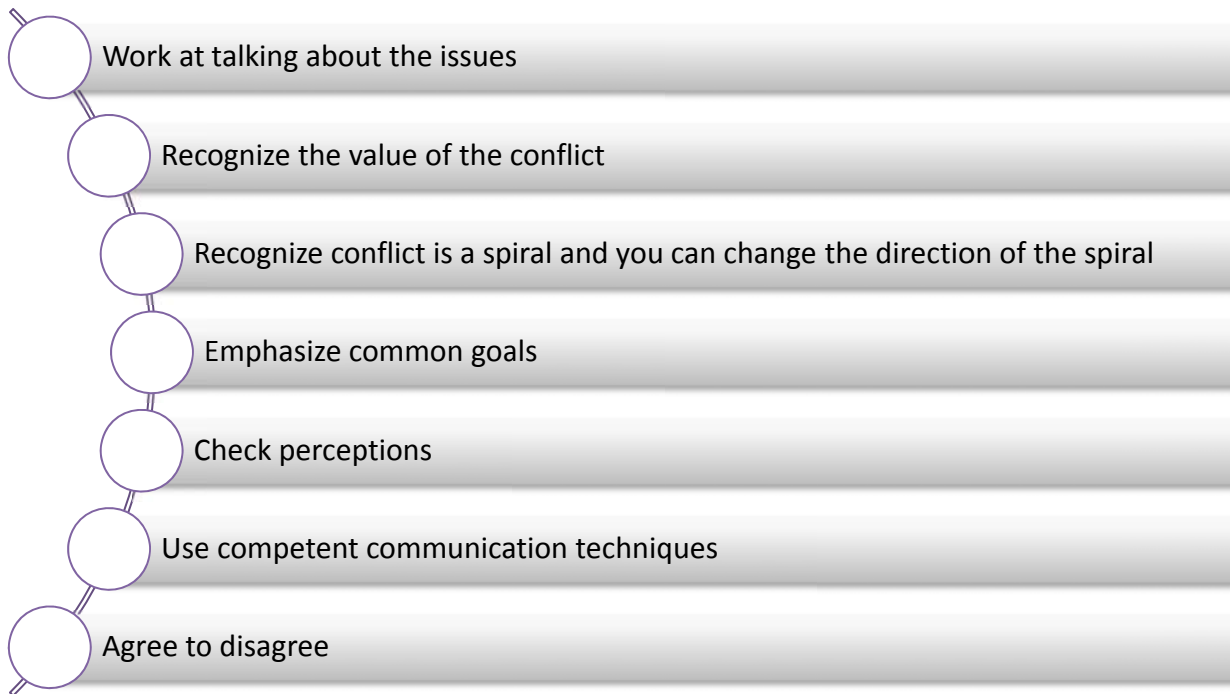 Work at talking about the issues
Recognize the value of the conflict
Recognize conflict is a spiral and you can change the direction of the spiral
Emphasize common goals
Check perceptions
Use competent communication techniques
Agree to disagree